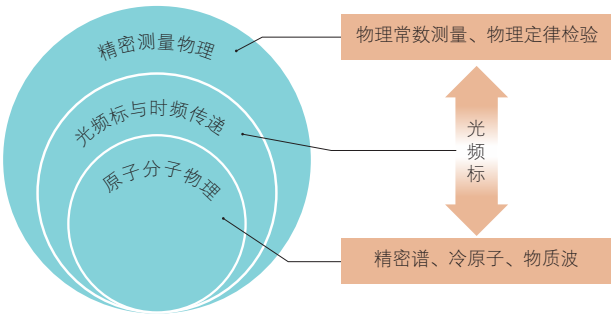 精密测量物理
光频标与时频传递
原子分子物理
物理常数测量、物理定律检验
光
频
标
精密谱、冷原子、物质波